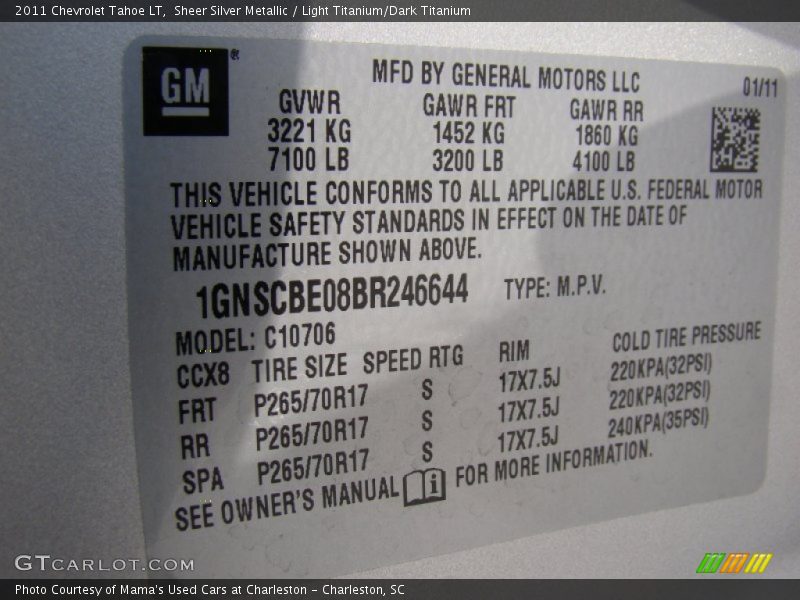 2011 Chevrolet Tahoe LT, Sheer Silver Metallic / Light Titanium/Dark Titanium
GM®
MFD BY GENERAL MOTORS LLC 01/11
GVWR GAWR FRT GAWR RR
3221 KG 1452 KG 1860 KG
7100 LB 3200 LB 4100 LB
THIS VEHICLE CONFORMS TO ALL APPLICABLE U.S. FEDERAL MOTOR
VEHICLE SAFETY STANDARDS IN EFFECT ON THE DATE OF
MANUFACTURE SHOWN ABOVE.
1GNSCBE08BR246644 TYPE: M.P.V.
MODEL: C10706
CCX8 TIRE SIZE SPEED RTG RIM COLD TIRE PRESSURE
FRT P265/70R17 S 17X7.5J 220KPA(32PSI)
RR P265/70R17 S 17X7.5J 220KPA(32PSI)
SPA P265/70R17 S 17X7.5J 240KPA(35PSI)
SEE OWNER'S MANUAL FOR MORE INFORMATION.
GTCARLOT.COM
Photo Courtesy of Mama's Used Cars at Charleston - Charleston, SC